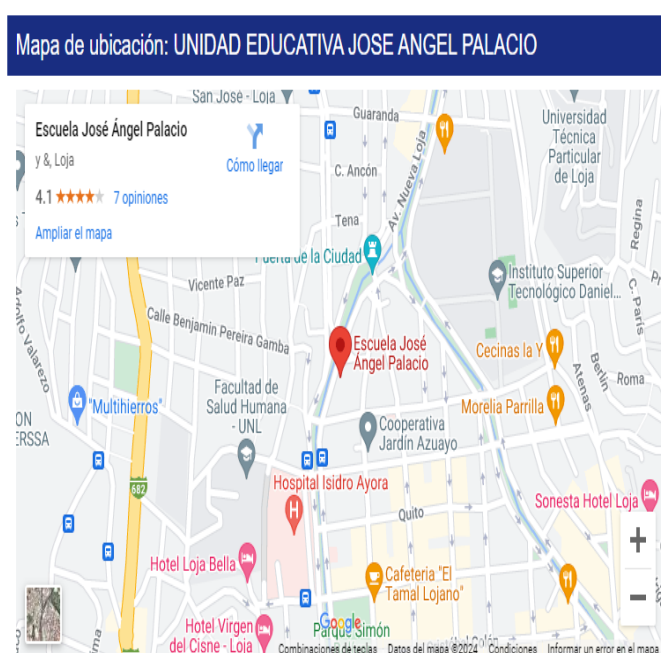 Mapa de ubicación: UNIDAD EDUCATIVA JOSE ANGEL PALACIO
San José - Loja
Escuela José Ángel Palacio
y &, Loja
4.1
7 opiniones
Cómo llegar
Ampliar el mapa
Guaranda
C. Ancón
Tena
Av. Nueva Loja
Universidad
Técnica
Particular
de Loja
Regina
C. París
Puerta de la Ciudad
Instituto Superior
Tecnológico Daniel...
Vicente Paz
Calle Benjamin Pereira Gamba
Adolfo Valarezo
Escuela José
Ángel Palacio
Cecinas la Y
Berlín
Roma
Atenas
"Multihierros"
Facultad de
Salud Humana
- UNL
Morelia Parrilla
Cooperativa
Jardín Azuayo
ERSSA
682
Hospital Isidro Ayora
Quito
Sonesta Hotel Loja
Hotel Loja Bella
Cafeteria "El
Tamal Lojano"
+
−
Hotel Virgen
del Cisne - Loja
Google
Parque Simón
Combinaciones de teclas
Datos del mapa ©2024
Condiciones
Informar un error en el mapa